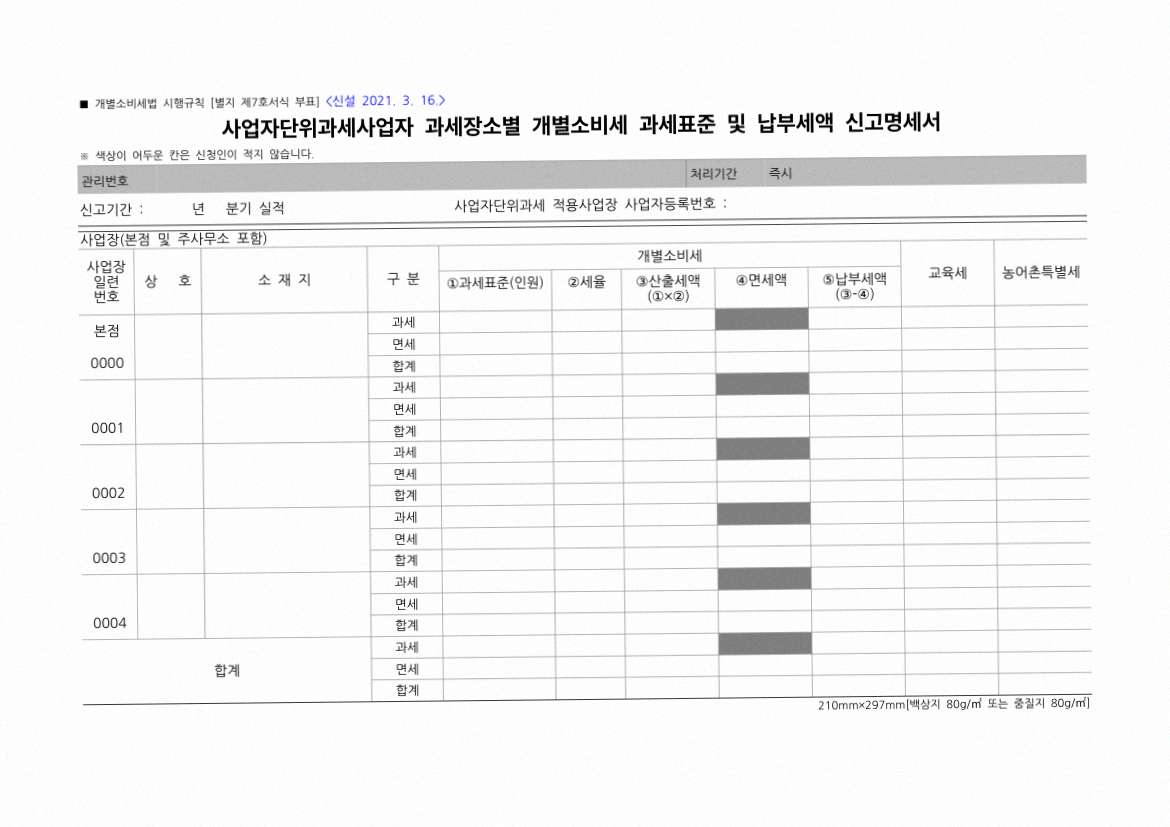 ■ 개별소비세법 시행규칙 [별지 제7호서식 부표] <신설 2021. 3. 16.>
사업자단위과세사업자 과세장소별 개별소비세 과세표준 및 납부세액 신고명세서
※ 색상이 어두운 칸은 신청인이 적지 않습니다.
관리번호 처리기간 즉시
신고기간 : 년 분기 실적 사업자단위과세 적용사업장 사업자등록번호 :
사업장(본점 및 주사무소 포함)
사업장 일련 번호 상 호 소 재 지 구 분 개별소비세 교육세 농어촌특별세
①과세표준(인원) ②세율 ③산출세액 (①×②) ④면세액 ⑤납부세액 (③-④)
본점 0000 과세
면세
합계
0001 과세
면세
합계
0002 과세
면세
합계
0003 과세
면세
합계
0004 과세
면세
합계
합계 과세
면세
합계
210mm×297mm[백상지 80g/㎡ 또는 중질지 80g/㎡]